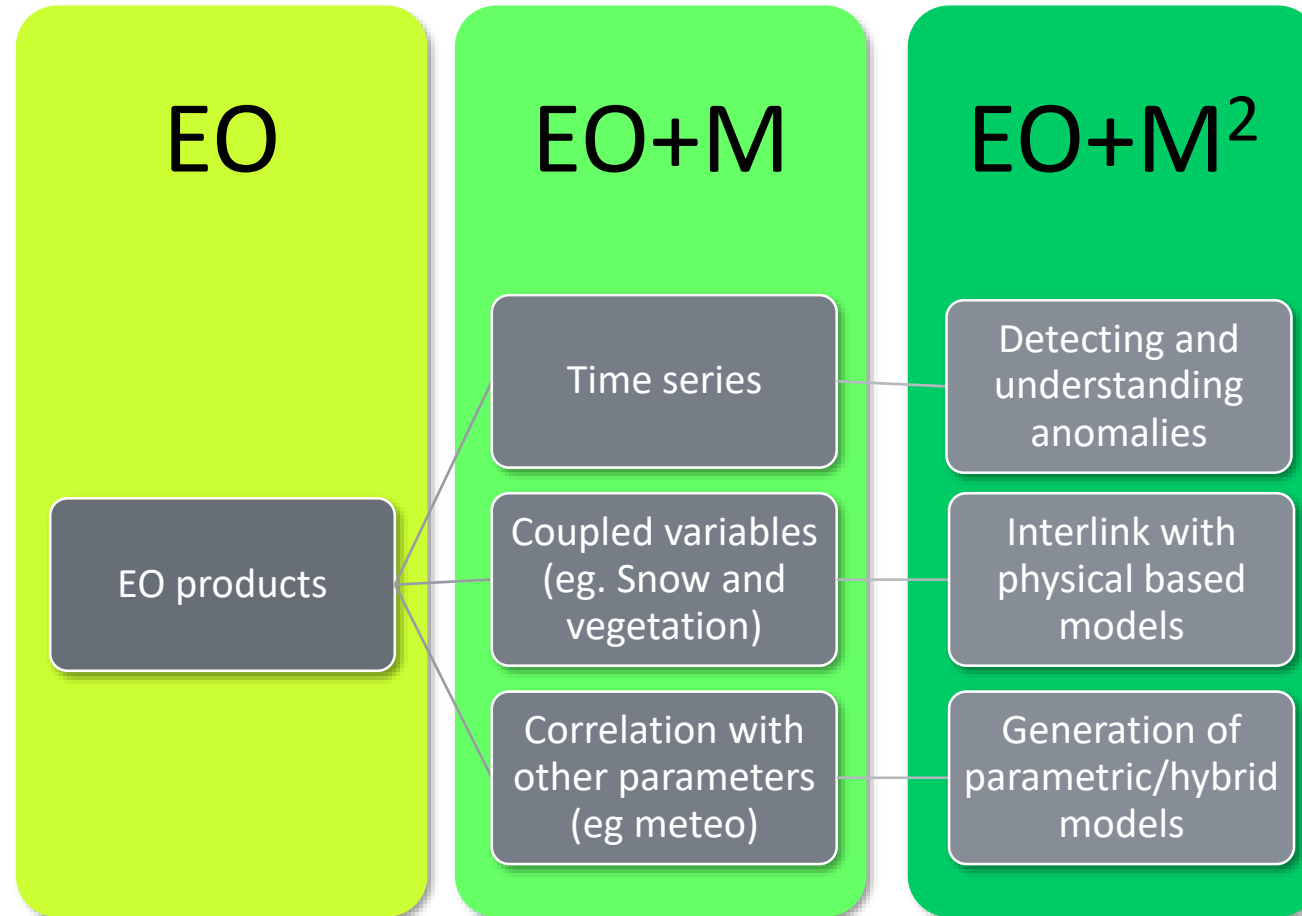 EO
EO+M
EO+M²
EO products
Time series
Coupled variables
(eg. Snow and
vegetation)
Correlation with
other parameters
(eg meteo)
Detecting and
understanding
anomalies
Interlink with
physical based
models
Generation of
parametric/hybrid
models